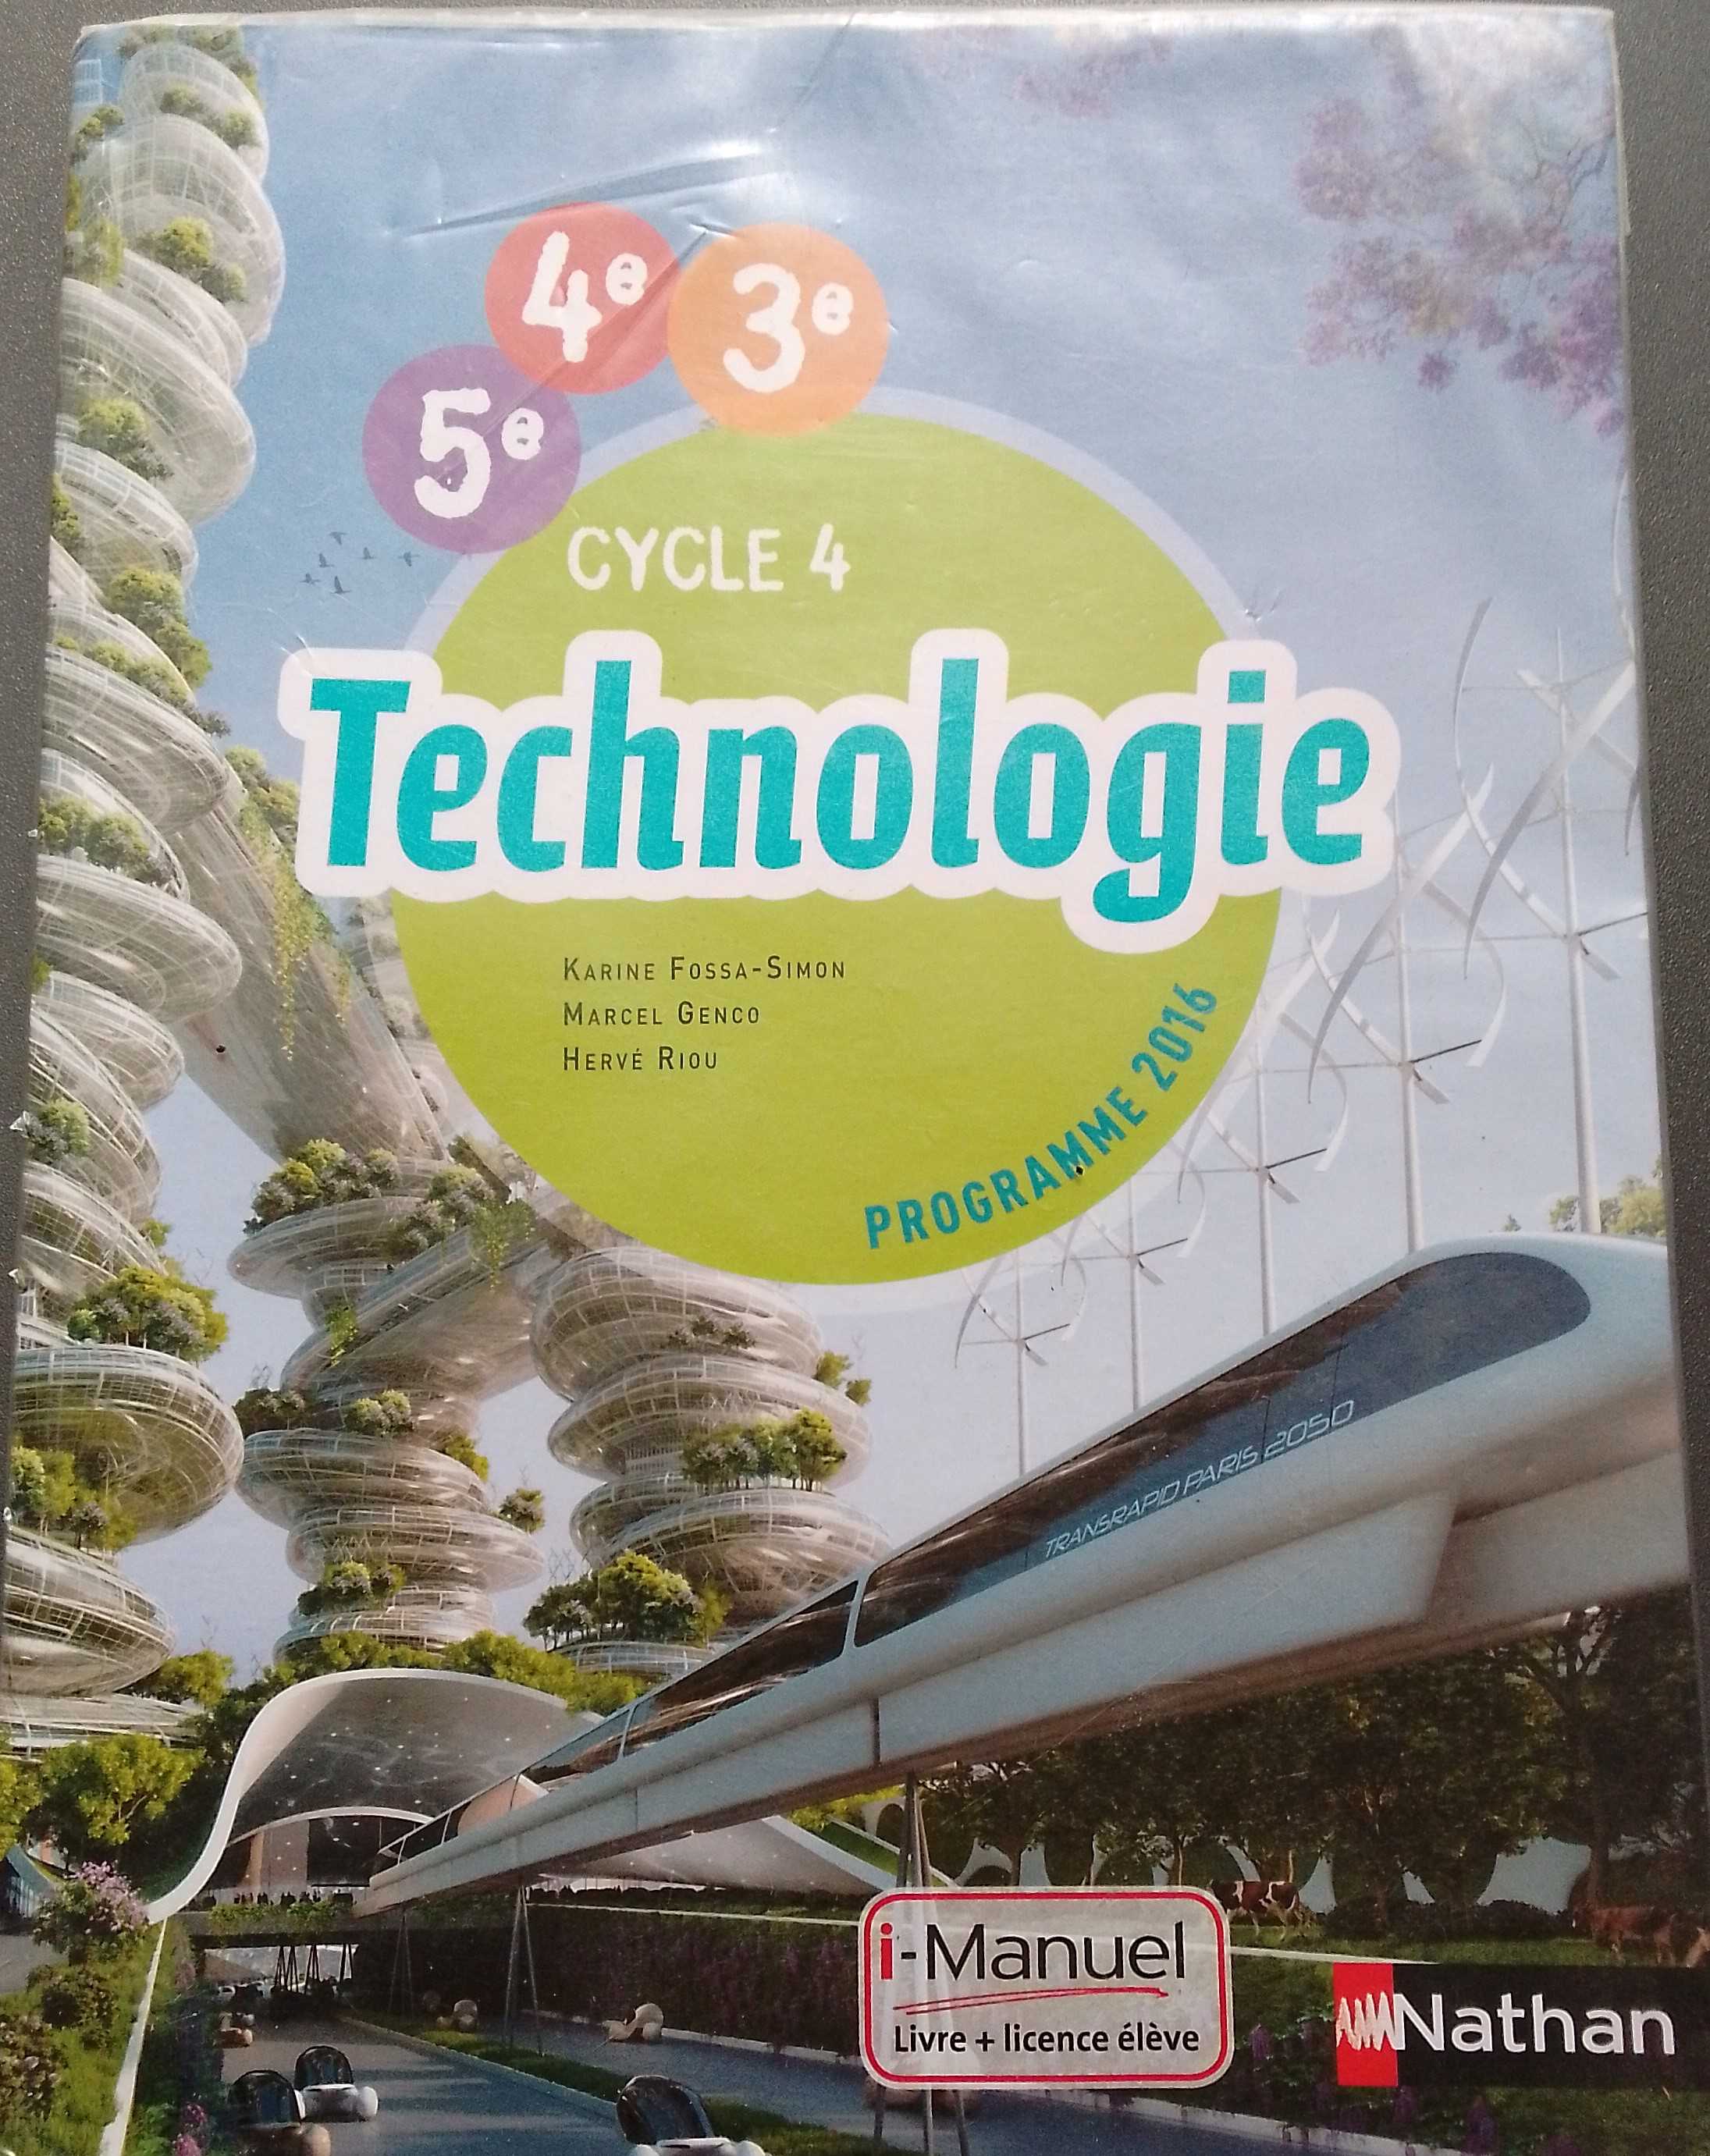 4e
3e
5e
CYCLE 4
Technologie
KARINE FOSSA-SIMON
MARCEL GENCO
HERVÉ RIOU
PROGRAMME 2016
TRANSRAPID PARIS 2050
i-Manuel
Livre + licence élève
Nathan